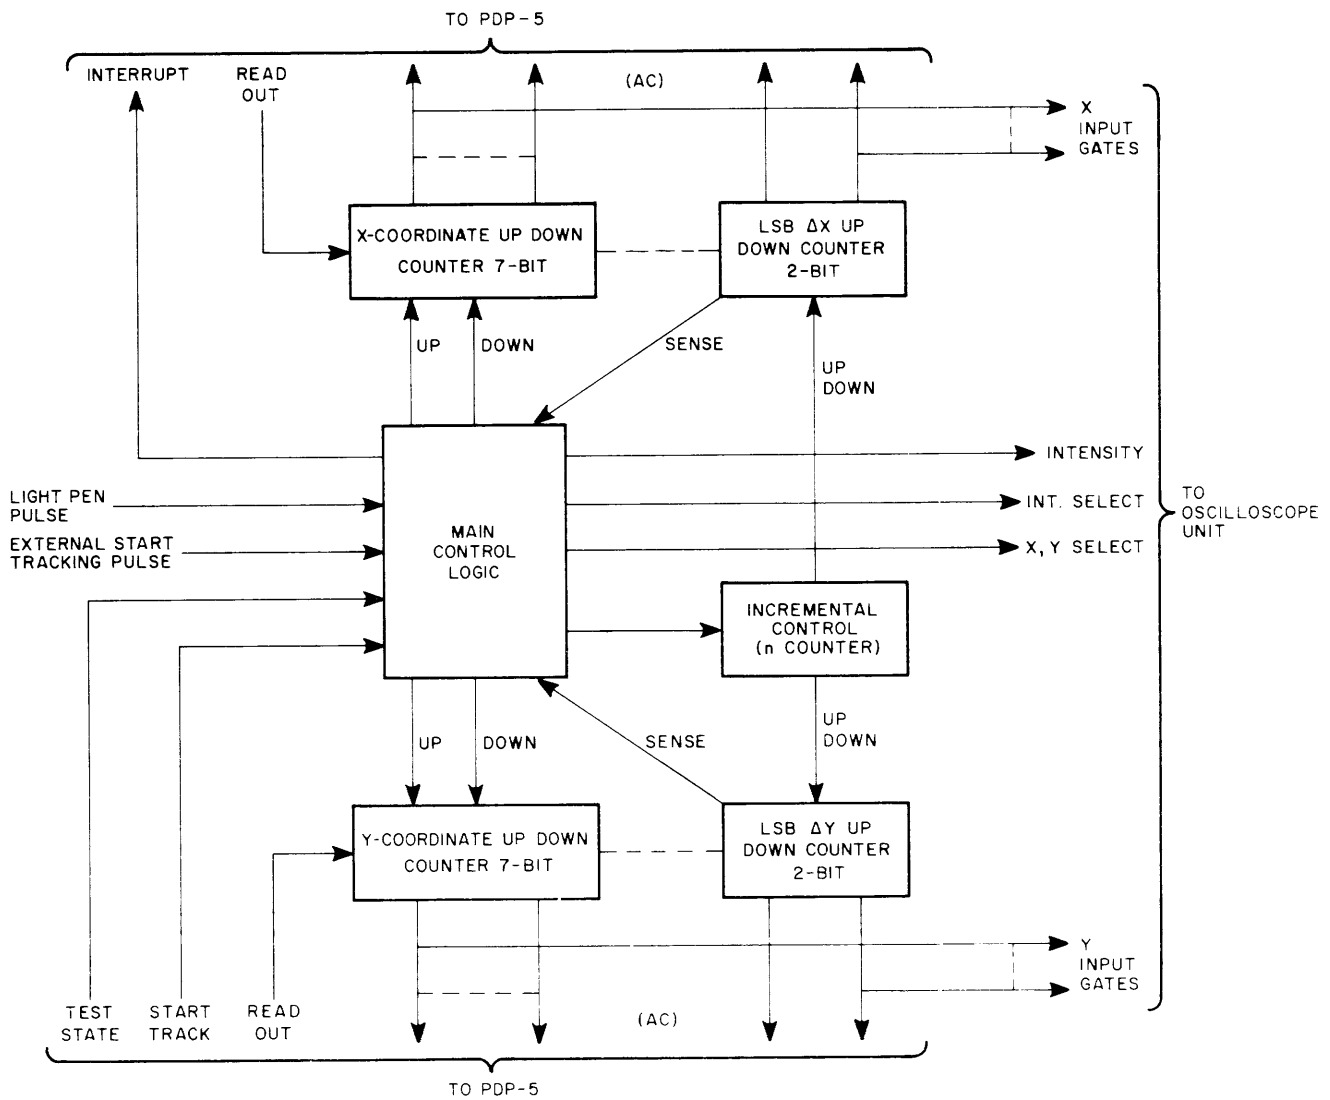 TO PDP-5
INTERRUPT
READ
OUT
(AC)
X
INPUT
GATES
X-COORDINATE UP DOWN
COUNTER 7-BIT
LSB ΔX UP
DOWN COUNTER
2-BIT
UP
DOWN
SENSE
UP
DOWN
INTENSITY
LIGHT PEN
PULSE
INT. SELECT
TO
OSCILLOSCOPE
UNIT
EXTERNAL START
TRACKING PULSE
MAIN
CONTROL
LOGIC
X, Y SELECT
INCREMENTAL
CONTROL
(n COUNTER)
UP
DOWN
SENSE
UP
DOWN
Y-COORDINATE UP DOWN
COUNTER 7-BIT
LSB ΔY UP
DOWN COUNTER
2-BIT
Y
INPUT
GATES
TEST
STATE
START
TRACK
READ
OUT
(AC)
TO PDP-5